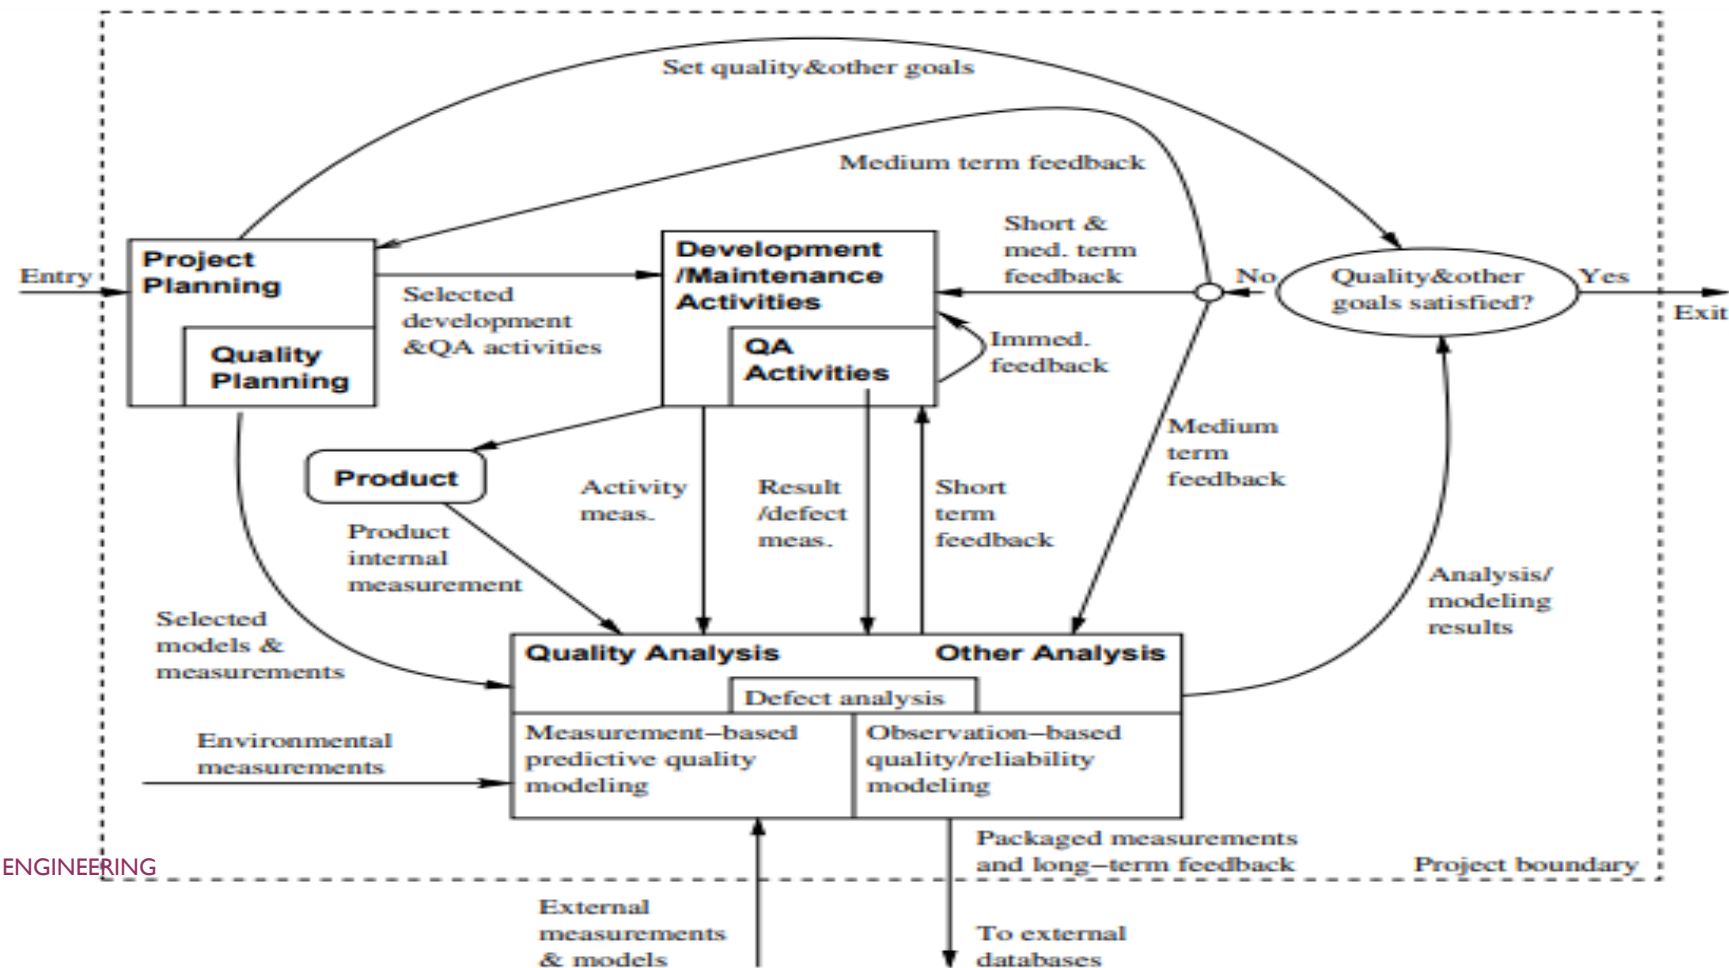 Set quality&other goals
Medium term feedback
Entry
Project
Planning
Quality
Planning
Selected
development
&QA activities
Development
/Maintenance
Activities
QA
Activities
Short &
med. term
feedback
Immed.
feedback
No
Quality&other
goals satisfied?
Yes
Exit
Product
Product
internal
measurement
Activity
meas.
Result
/defect
meas.
Short
term
feedback
Medium
term
feedback
Analysis/
modeling
results
Selected
models &
measurements
Environmental
measurements
Quality Analysis
Other Analysis
Defect analysis
Measurement-based
predictive quality
modeling
Observation-based
quality/reliability
modeling
Packaged measurements
and long-term feedback
Project boundary
ENGINEERING
External
measurements
& models
To external
databases